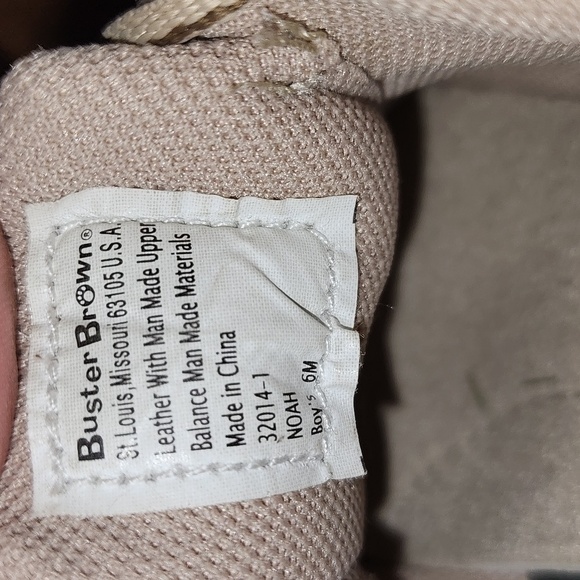 Buster Brown®
St. Louis, Missouri 63105 U.S.A.
Leather With Man Made Upper
Balance Man Made Materials
Made in China
32014-1
NOAH
Boy's 6M